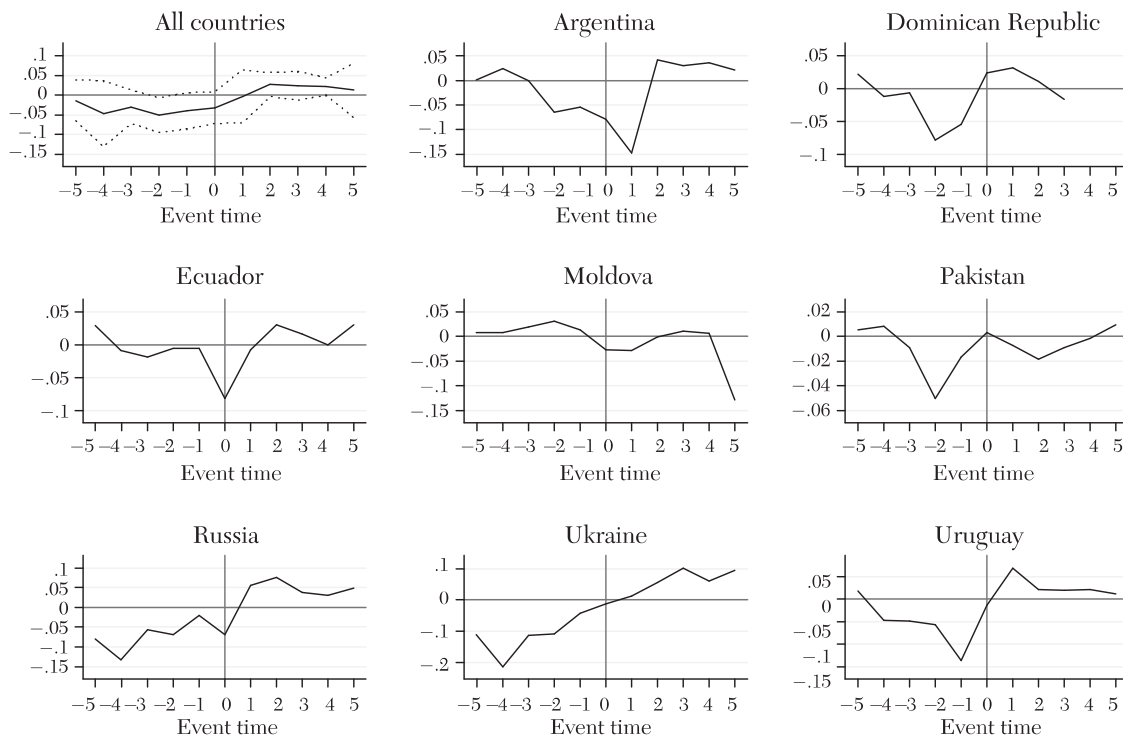 All countries
.1
.05
0
−.05
−.1
−.15
−5 −4 −3 −2 −1 0 1 2 3 4 5
Event time
Argentina
.05
0
−.05
−.1
−.15
−5 −4 −3 −2 −1 0 1 2 3 4 5
Event time
Dominican Republic
.05
0
−.05
−.1
−5 −4 −3 −2 −1 0 1 2 3 4 5
Event time
Ecuador
.05
0
−.05
−.1
−5 −4 −3 −2 −1 0 1 2 3 4 5
Event time
Moldova
.05
0
−.05
−.1
−.15
−5 −4 −3 −2 −1 0 1 2 3 4 5
Event time
Pakistan
.02
0
−.02
−.04
−.06
−5 −4 −3 −2 −1 0 1 2 3 4 5
Event time
Russia
.1
.05
0
−.05
−.1
−.15
−5 −4 −3 −2 −1 0 1 2 3 4 5
Event time
Ukraine
.1
0
−.1
−.2
−5 −4 −3 −2 −1 0 1 2 3 4 5
Event time
Uruguay
.05
0
−.05
−.1
−.15
−5 −4 −3 −2 −1 0 1 2 3 4 5
Event time